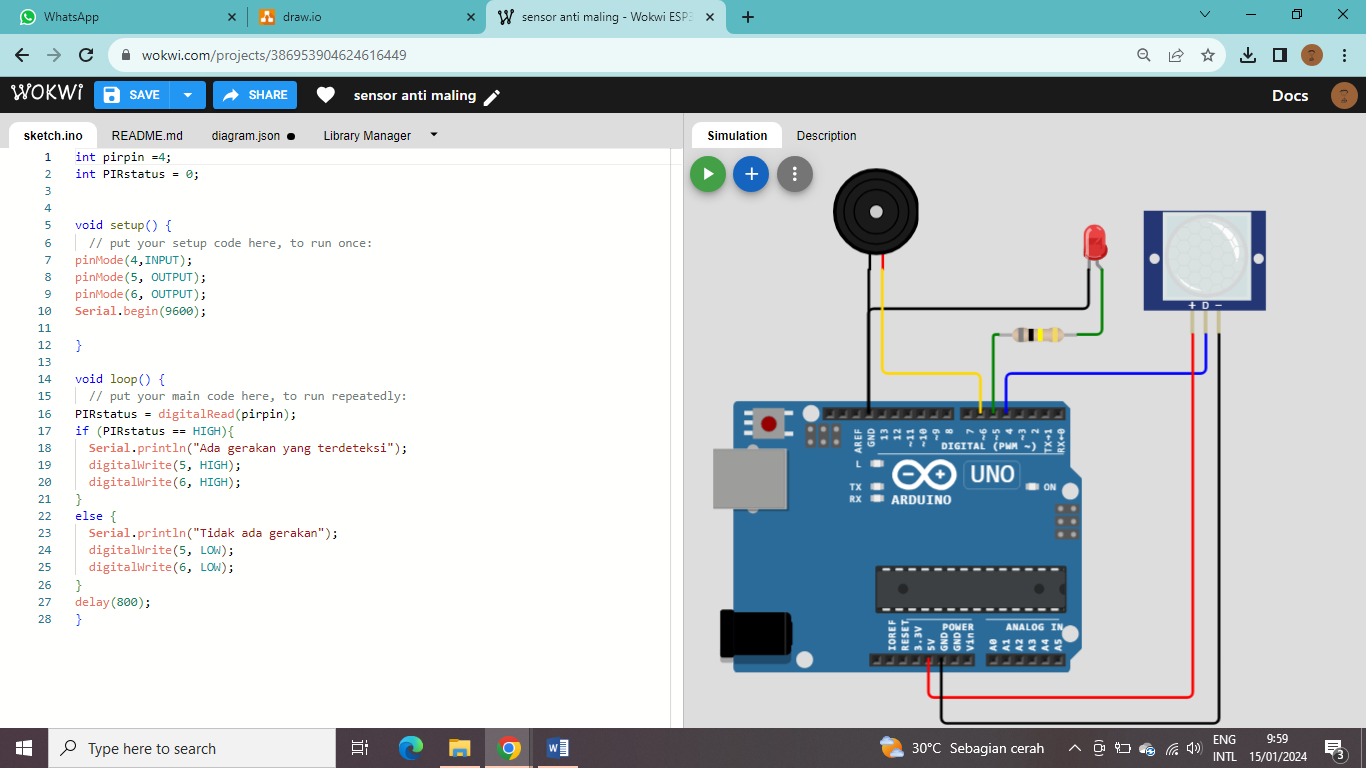 WhatsApp
draw.io
sensor anti maling - Wokwi ESP3
wokwi.com/projects/386953904624616449
WOKWI
SAVE
SHARE
sensor anti maling
Docs
sketch.ino
README.md
diagram.json
Library Manager
1 int pirpin =4;
2 int PIRstatus = 0;
3
4
5 void setup() {
6 // put your setup code here, to run once:
7 pinMode(4,INPUT);
8 pinMode(5, OUTPUT);
9 pinMode(6, OUTPUT);
10 Serial.begin(9600);
11
12 }
13
14 void loop() {
15 // put your main code here, to run repeatedly:
16 PIRstatus = digitalRead(pirpin);
17 if (PIRstatus == HIGH){
18 Serial.println("Ada gerakan yang terdeteksi");
19 digitalWrite(5, HIGH);
20 digitalWrite(6, HIGH);
21 }
22 else {
23 Serial.println("Tidak ada gerakan");
24 digitalWrite(5, LOW);
25 digitalWrite(6, LOW);
26 }
27 delay(800);
28 }
Simulation
Description
+ D -
AREF GND 13 12 ~11 ~10 ~9 8 7 ~6 ~5 4 ~3 2 TX→1 RX←0
DIGITAL (PWM ~)
L
TX
RX
UNO
ON
ARDUINO
POWER
ANALOG IN
IOREF RESET 3.3V 5V GND GND Vin A0 A1 A2 A3 A4 A5
Type here to search
30°C Sebagian cerah
ENG
INTL
9:59
15/01/2024
3